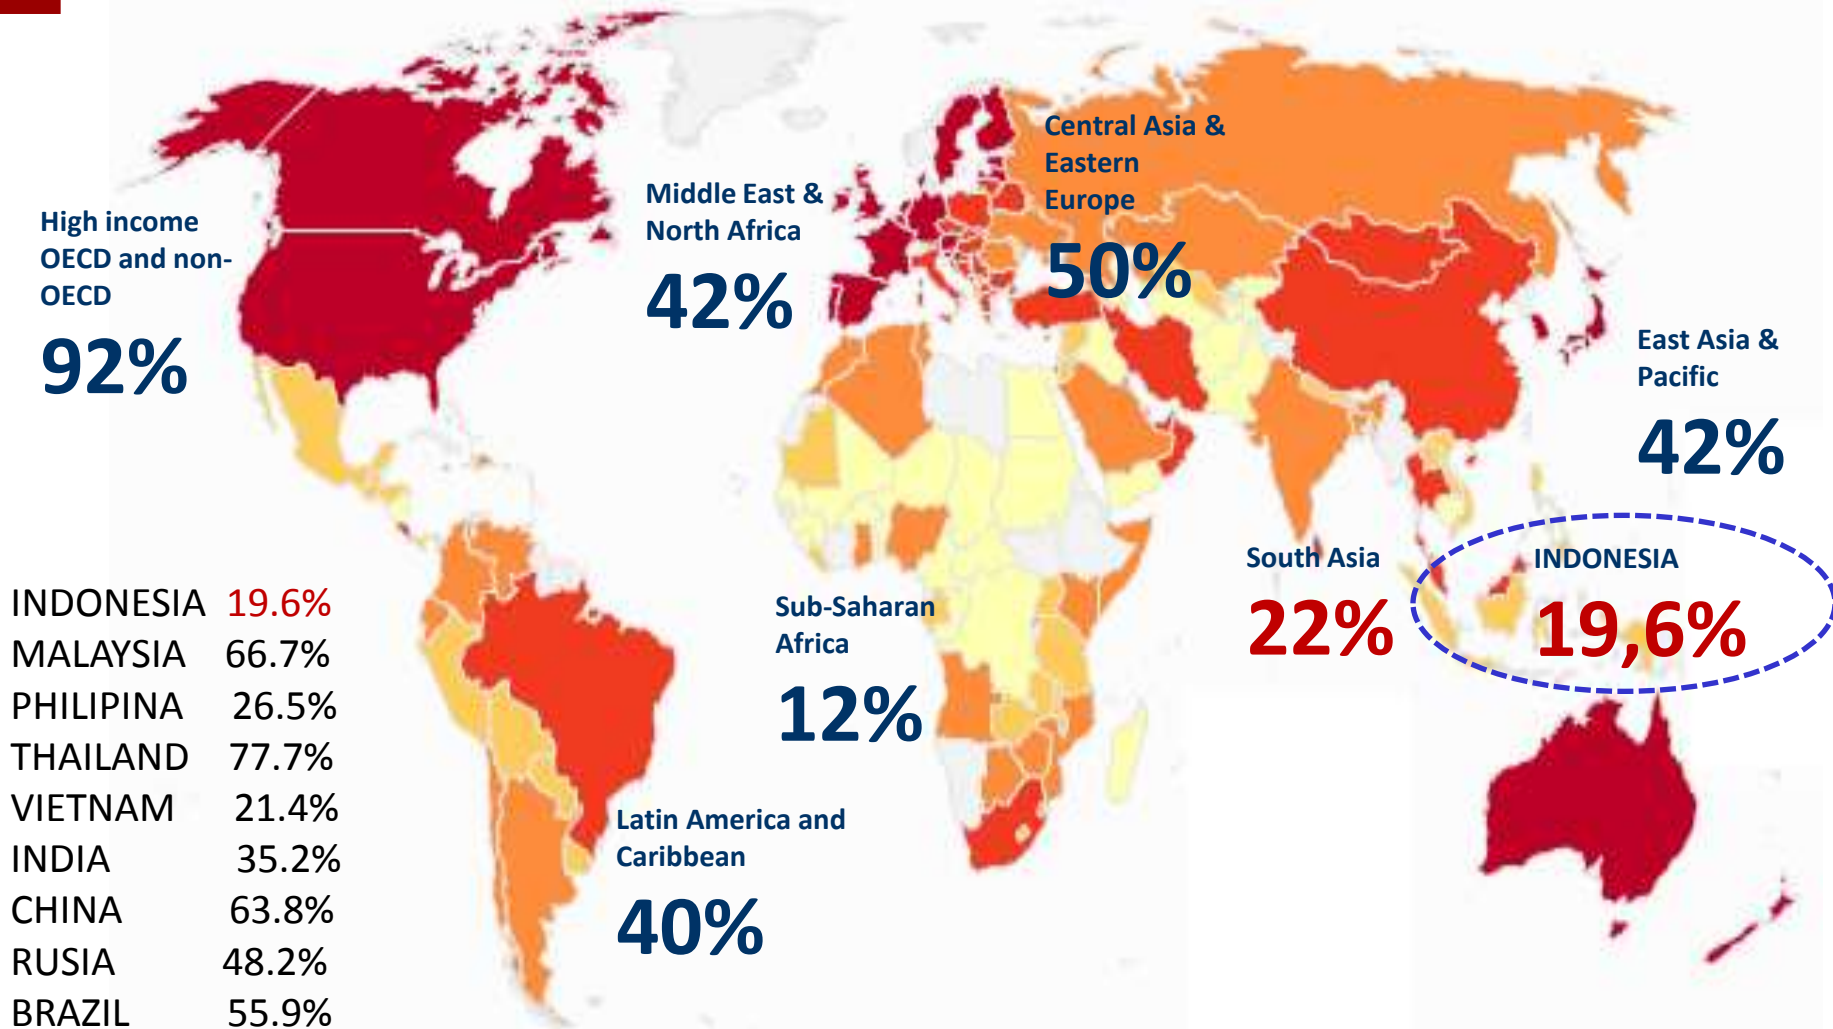 High income
OECD and non-
OECD
92%
Middle East &
North Africa
42%
Central Asia &
Eastern
Europe
50%
East Asia &
Pacific
42%
South Asia
22%
INDONESIA
19,6%
Sub-Saharan
Africa
12%
Latin America and
Caribbean
40%
INDONESIA 19.6%
MALAYSIA 66.7%
PHILIPINA 26.5%
THAILAND 77.7%
VIETNAM 21.4%
INDIA 35.2%
CHINA 63.8%
RUSIA 48.2%
BRAZIL 55.9%